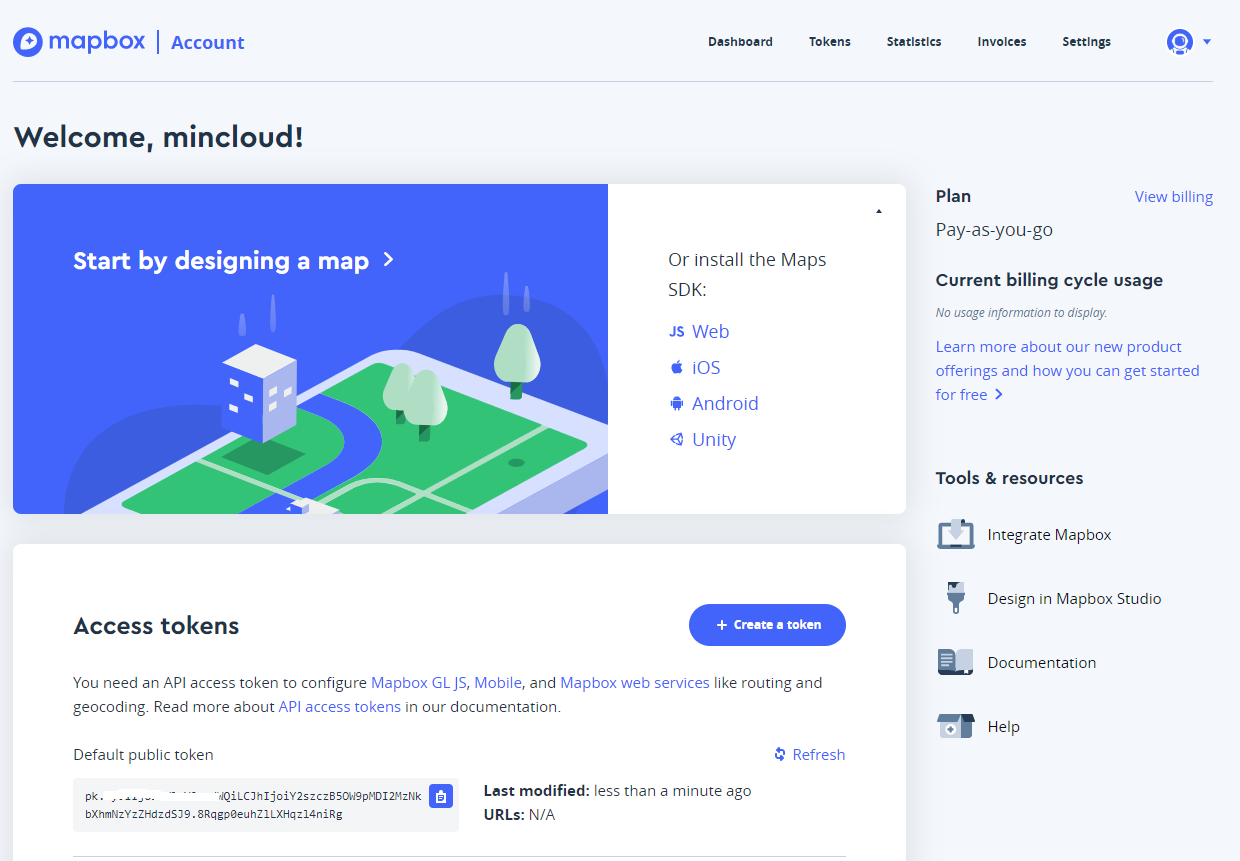 mapbox | Account
Dashboard
Tokens
Statistics
Invoices
Settings
Welcome, mincloud!
Start by designing a map
Or install the Maps
SDK:
JS Web
iOS
Android
Unity
Plan
View billing
Pay-as-you-go
Current billing cycle usage
No usage information to display.
Learn more about our new product
offerings and how you can get started
for free
Tools & resources
Integrate Mapbox
Design in Mapbox Studio
Documentation
Help
Access tokens
+ Create a token
You need an API access token to configure Mapbox GL JS, Mobile, and Mapbox web services like routing and
geocoding. Read more about API access tokens in our documentation.
Default public token
Refresh
pk.
Last modified: less than a minute ago
URLs: N/A